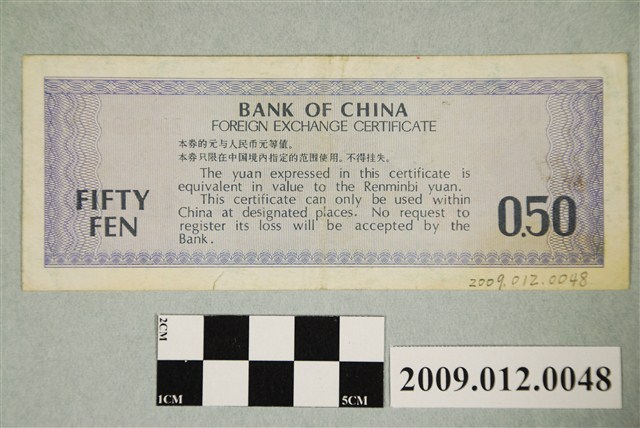 BANK OF CHINA
FOREIGN EXCHANGE CERTIFICATE
本券的元与人民币元等值。
本券只限在中国境内指定的范围使用。不得挂失。
The yuan expressed in this certificate is
equivalent in value to the Renminbi yuan.
This certificate can only be used within
China at designated places. No request to
register its loss will be accepted by the
Bank.
FIFTY
FEN
0.50
2009.012.0048
2CM
1CM
5CM
2009.012.0048